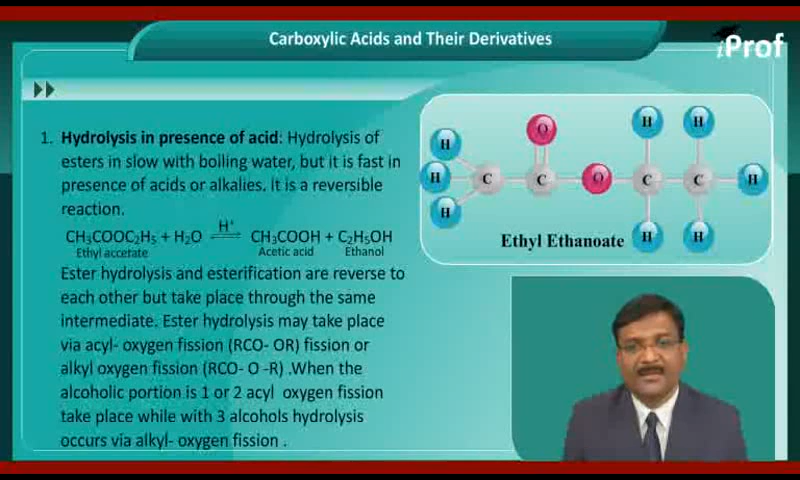 Carboxylic Acids and Their Derivatives
iProf
1. Hydrolysis in presence of acid: Hydrolysis of
esters in slow with boiling water, but it is fast in
presence of acids or alkalies. It is a reversible
reaction.
H⁺
CH₃COOC₂H₅ + H₂O ⇌ CH₃COOH + C₂H₅OH
Ethyl accetate Acetic acid Ethanol
Ester hydrolysis and esterification are reverse to
each other but take place through the same
intermediate. Ester hydrolysis may take place
via acyl- oxygen fission (RCO- OR) fission or
alkyl oxygen fission (RCO- O -R) .When the
alcoholic portion is 1 or 2 acyl oxygen fission
take place while with 3 alcohols hydrolysis
occurs via alkyl- oxygen fission .
O H H
H
H C C O C C H
H
H H
Ethyl Ethanoate